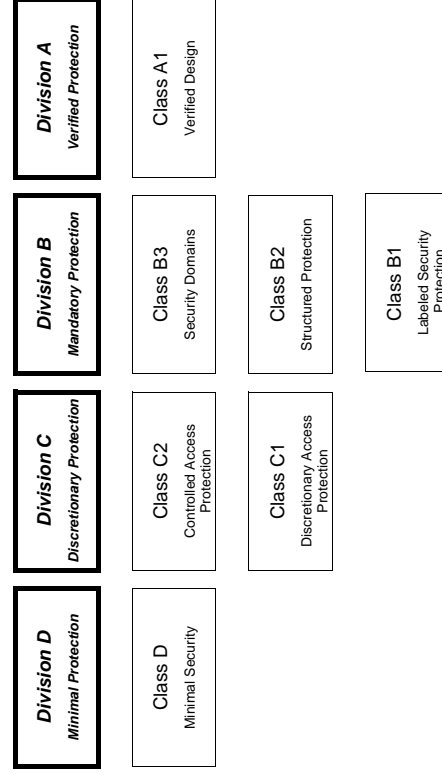 Division D
Minimal Protection
Division C
Discretionary Protection
Division B
Mandatory Protection
Division A
Verified Protection
Class D
Minimal Security
Class C2
Controlled Access
Protection
Class B3
Security Domains
Class A1
Verified Design
Class C1
Discretionary Access
Protection
Class B2
Structured Protection
Class B1
Labeled Security
Protection